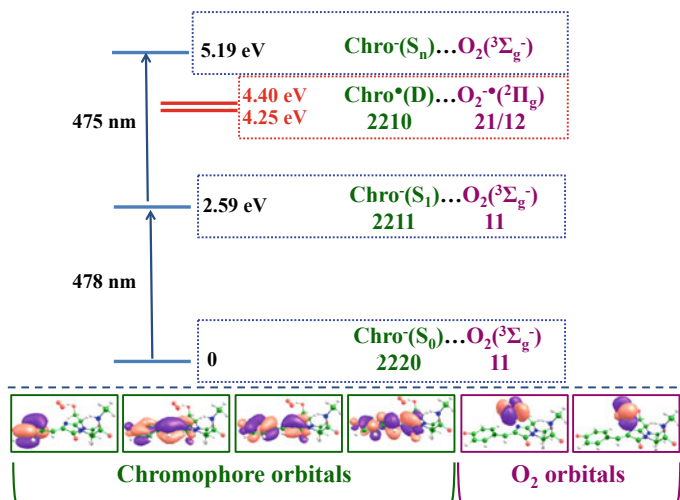 5.19 eV Chro⁻(Sₙ)…O₂(³Σg⁻)
4.40 eV Chro•(D)…O₂⁻•(²Πg)
4.25 eV 2210 21/12
475 nm
2.59 eV Chro⁻(S₁)…O₂(³Σg⁻)
2211 11
478 nm
0 Chro⁻(S₀)…O₂(³Σg⁻)
2220 11
Chromophore orbitals O₂ orbitals